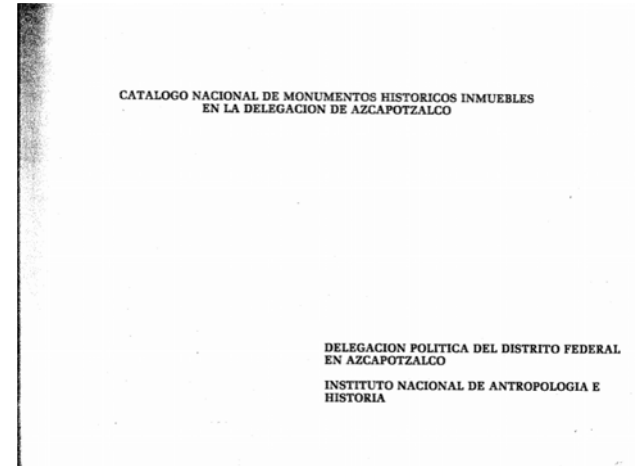 CATALOGO NACIONAL DE MONUMENTOS HISTORICOS INMUEBLES
EN LA DELEGACION DE AZCAPOTZALCO
DELEGACION POLITICA DEL DISTRITO FEDERAL
EN AZCAPOTZALCO
INSTITUTO NACIONAL DE ANTROPOLOGIA E
HISTORIA